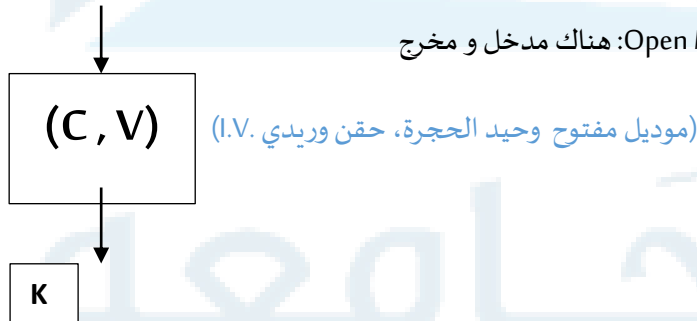 Open: هناك مدخل و مخرج
(C , V)
(موديل مفتوح وحيد الحجرة، حقن وريدي .I.V)
K